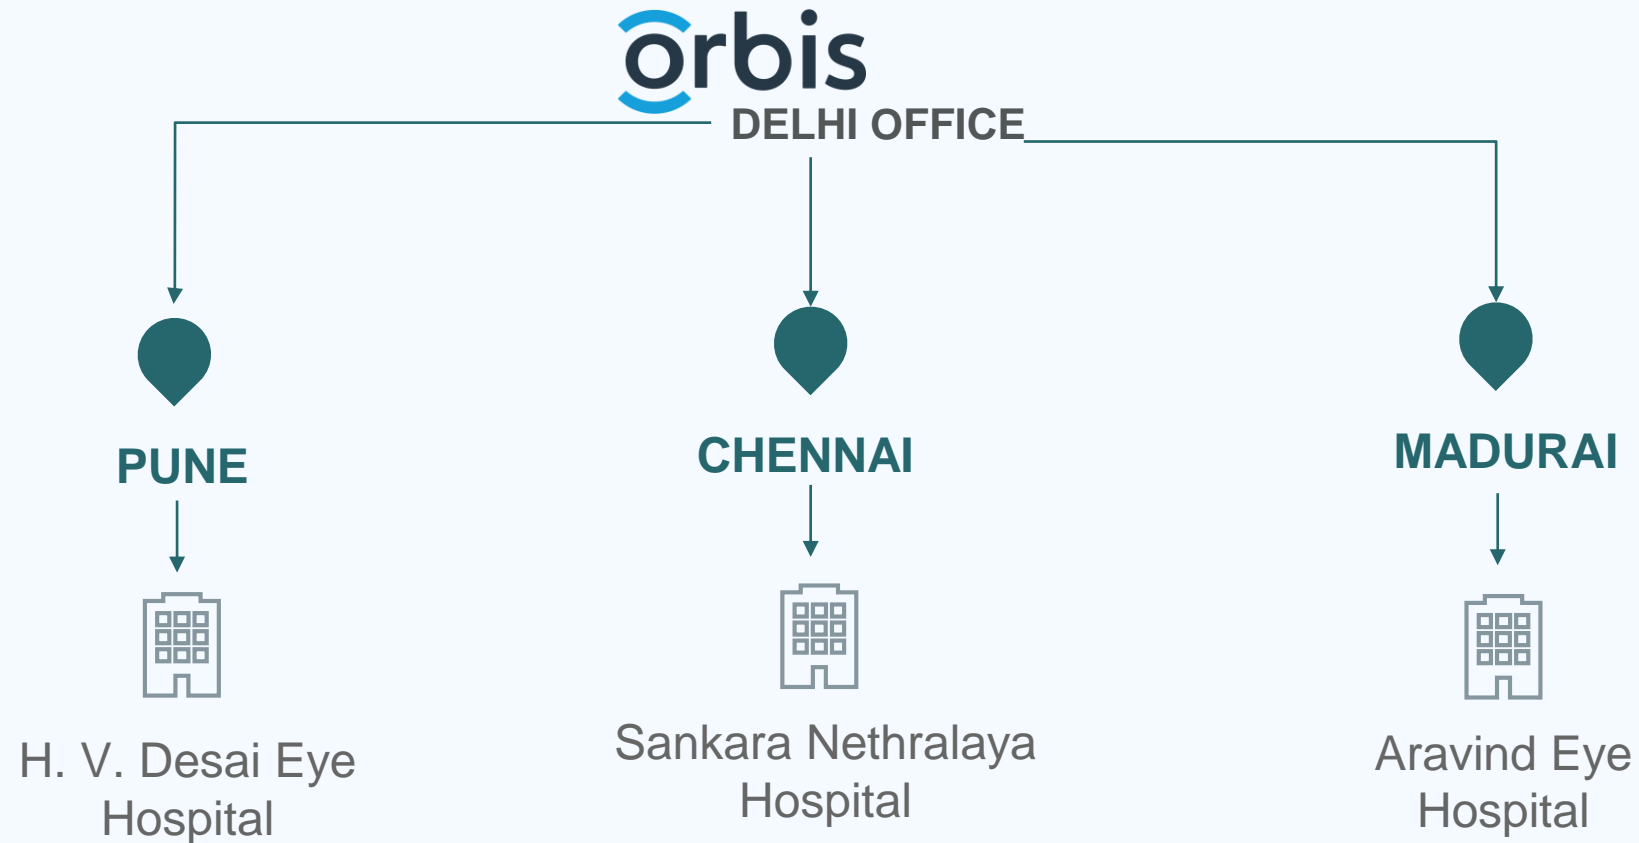 orbis
DELHI OFFICE
PUNE
CHENNAI
MADURAI
H. V. Desai Eye
Hospital
Sankara Nethralaya
Hospital
Aravind Eye
Hospital